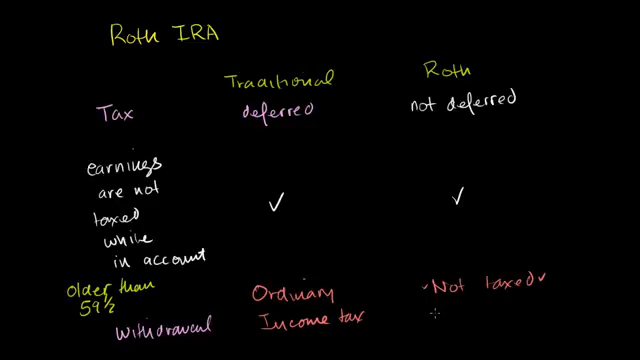 Roth IRA
Traditional Roth
Tax deferred not deferred
earnings
are not
taxed ✓ ✓
while
in account
Older than Ordinary ✓Not taxed✓
59½
Withdrawal Income tax